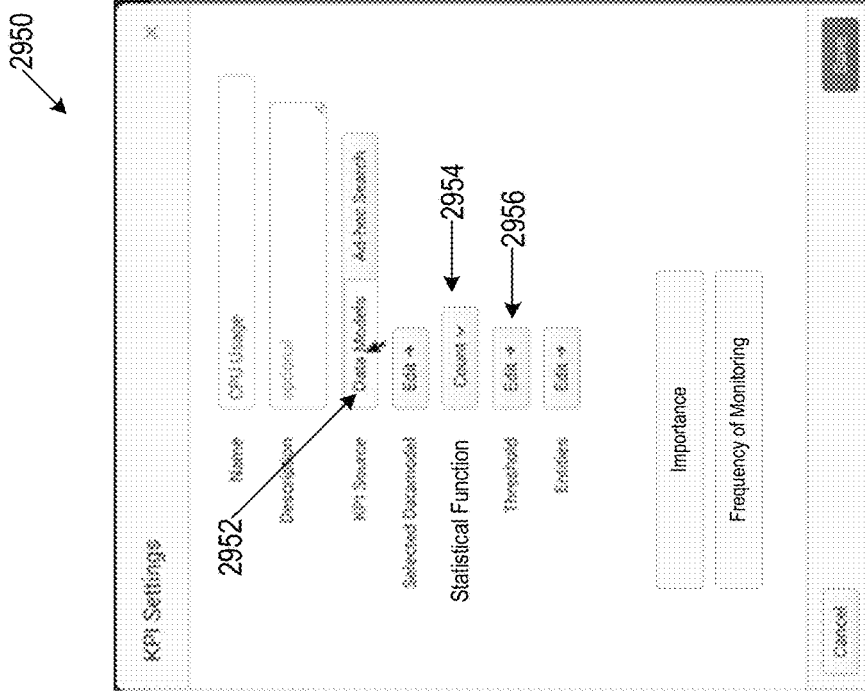 2950
KPI Settings X
Name CPU Usage
Description optional
2952
KPI Source Data Models Ad-hoc Search
Selected Datamodel Edit →
2954
Statistical Function Count
2956
Threshold Edit →
Entities Edit →
Importance
Frequency of Monitoring
Cancel